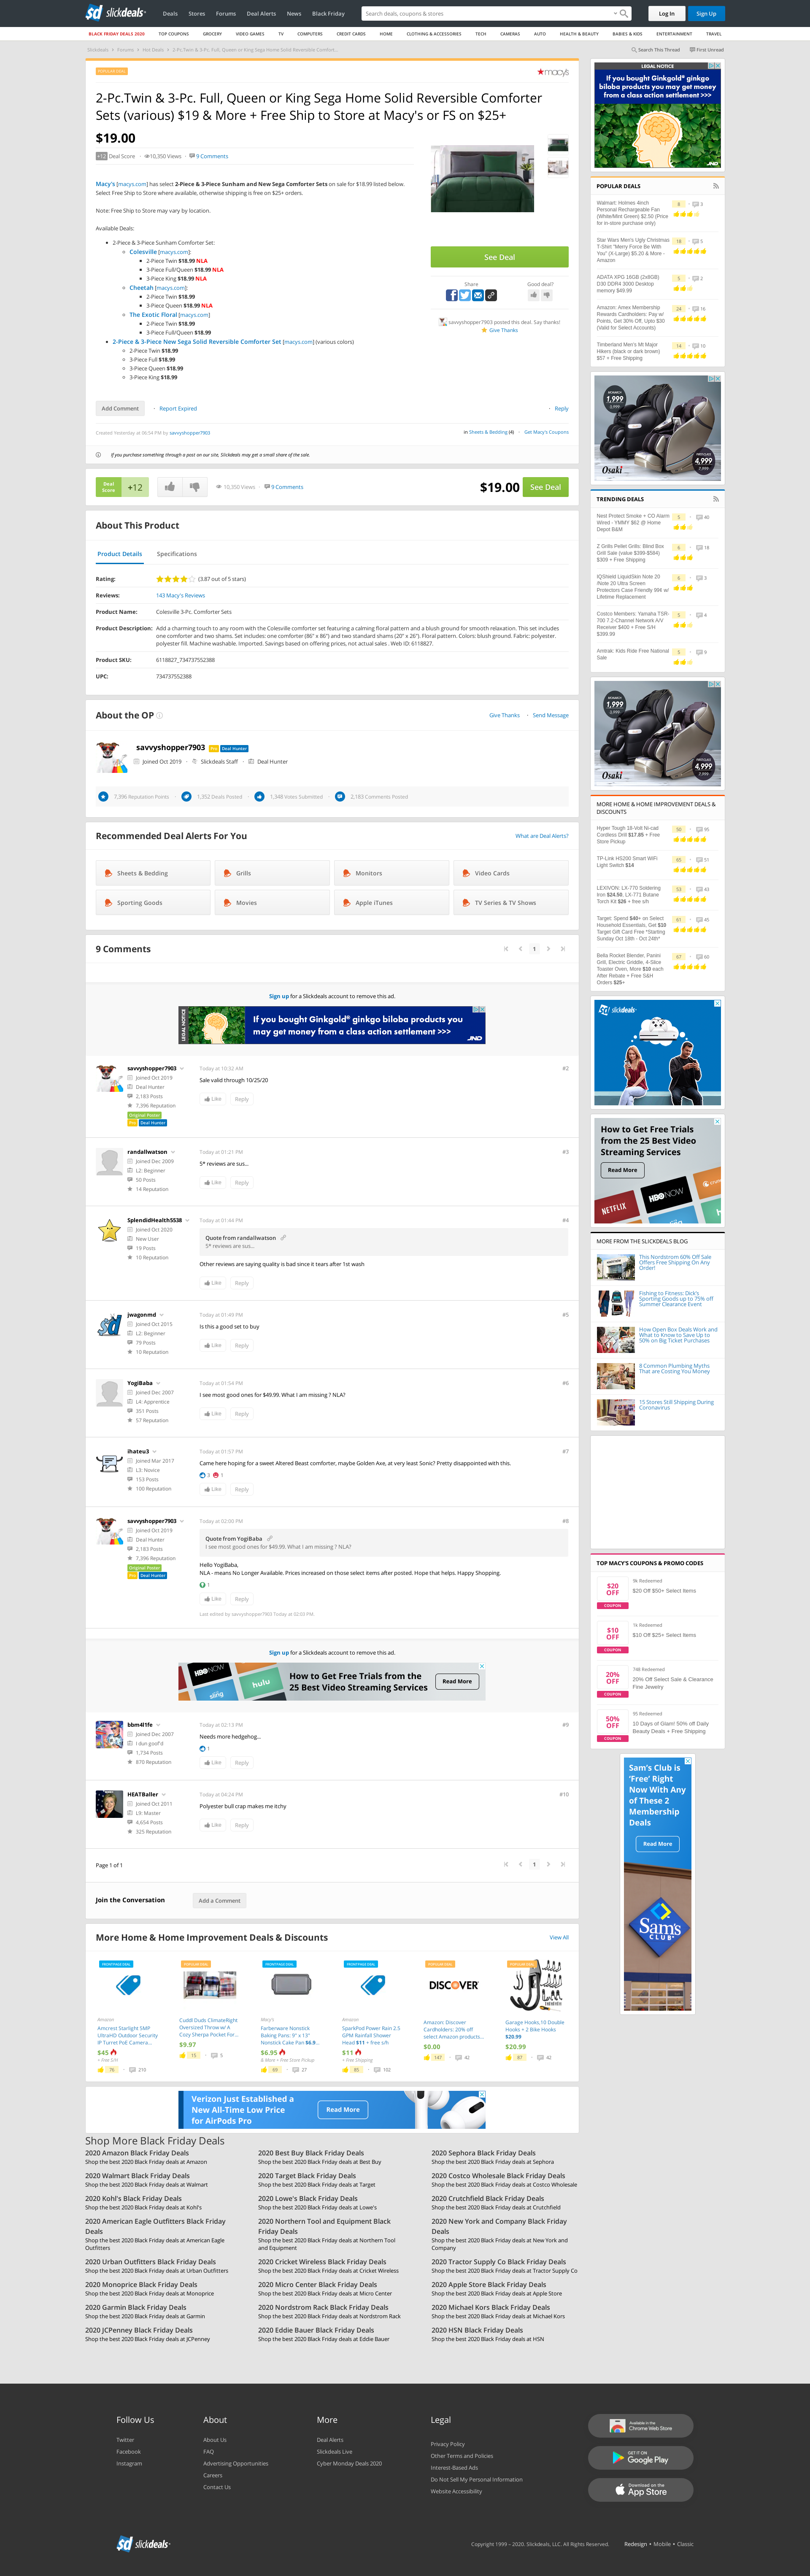 slickdeals
Deals
Stores
Forums
Deal Alerts
News
Black Friday
Search deals, coupons & stores
Log In
Sign Up
BLACK FRIDAY DEALS 2020
TOP COUPONS
GROCERY
VIDEO GAMES
TV
COMPUTERS
CREDIT CARDS
HOME
CLOTHING & ACCESSORIES
TECH
CAMERAS
AUTO
HEALTH & BEAUTY
BABIES & KIDS
ENTERTAINMENT
TRAVEL
Slickdeals > Forums > Hot Deals > 2-Pc.Twin & 3-Pc. Full, Queen or King Sega Home Solid Reversible Comfort...
Search This Thread
First Unread
POPULAR DEAL
macys
2-Pc.Twin & 3-Pc. Full, Queen or King Sega Home Solid Reversible Comforter
Sets (various) $19 & More + Free Ship to Store at Macy's or FS on $25+
$19.00
+12 Deal Score
10,350 Views
9 Comments
Macy's [macys.com] has select 2-Piece & 3-Piece Sunham and New Sega Comforter Sets on sale for $18.99 listed below.
Select Free Ship to Store where available, otherwise shipping is free on $25+ orders.
Note: Free Ship to Store may vary by location.
Available Deals:
2-Piece & 3-Piece Sunham Comforter Set:
Colesville [macys.com]:
2-Piece Twin $18.99 NLA
3-Piece Full/Queen $18.99 NLA
3-Piece King $18.99 NLA
Cheetah [macys.com]:
2-Piece Twin $18.99
3-Piece Queen $18.99 NLA
The Exotic Floral [macys.com]
2-Piece Twin $18.99
3-Piece Full/Queen $18.99
2-Piece & 3-Piece New Sega Solid Reversible Comforter Set [macys.com] (various colors)
2-Piece Twin $18.99
3-Piece Full $18.99
3-Piece Queen $18.99
3-Piece King $18.99
See Deal
Share
Good deal?
savvyshopper7903 posted this deal. Say thanks!
Give Thanks
Add Comment
Report Expired
Reply
Created Yesterday at 06:54 PM by savvyshopper7903
in Sheets & Bedding (4)
Get Macy's Coupons
If you purchase something through a post on our site, Slickdeals may get a small share of the sale.
Deal
Score
+12
10,350 Views
9 Comments
$19.00
See Deal
About This Product
Product Details
Specifications
Rating: (3.87 out of 5 stars)
Reviews: 143 Macy's Reviews
Product Name: Colesville 3-Pc. Comforter Sets
Product Description: Add a charming touch to any room with the Colesville comforter set featuring a calming floral pattern and a blush ground for smooth relaxation. This set includes
one comforter and two shams. Set includes: one comforter (86" x 86") and two standard shams (20" x 26"). Floral pattern. Colors: blush ground. Fabric: polyester.
polyester fill. Machine washable. Imported. Savings based on offering prices, not actual sales . Web ID: 6118827.
Product SKU: 6118827_734737552388
UPC: 734737552388
About the OP
Give Thanks
Send Message
savvyshopper7903
Pro
Deal Hunter
Joined Oct 2019
Slickdeals Staff
Deal Hunter
7,396 Reputation Points
1,352 Deals Posted
1,348 Votes Submitted
2,183 Comments Posted
Recommended Deal Alerts For You
What are Deal Alerts?
Sheets & Bedding
Grills
Monitors
Video Cards
Sporting Goods
Movies
Apple iTunes
TV Series & TV Shows
9 Comments
1
Sign up for a Slickdeals account to remove this ad.
LEGAL NOTICE
If you bought Ginkgold® ginkgo biloba products you
may get money from a class action settlement >>>
JND
savvyshopper7903
Joined Oct 2019
Deal Hunter
2,183 Posts
7,396 Reputation
Original Poster
Pro
Deal Hunter
Today at 10:32 AM
#2
Sale valid through 10/25/20
Like
Reply
randallwatson
Joined Dec 2009
L2: Beginner
50 Posts
14 Reputation
Today at 01:21 PM
#3
5* reviews are sus...
Like
Reply
SplendidHealth5538
Joined Oct 2020
New User
19 Posts
10 Reputation
Today at 01:44 PM
#4
Quote from randallwatson
5* reviews are sus...
Other reviews are saying quality is bad since it tears after 1st wash
Like
Reply
jwagonmd
Joined Oct 2015
L2: Beginner
79 Posts
10 Reputation
Today at 01:49 PM
#5
Is this a good set to buy
Like
Reply
YogiBaba
Joined Dec 2007
L4: Apprentice
351 Posts
57 Reputation
Today at 01:54 PM
#6
I see most good ones for $49.99. What I am missing ? NLA?
Like
Reply
ihateu3
Joined Mar 2017
L3: Novice
153 Posts
100 Reputation
Today at 01:57 PM
#7
Came here hoping for a sweet Altered Beast comforter, maybe Golden Axe, at very least Sonic? Pretty disappointed with this.
3
1
Like
Reply
savvyshopper7903
Joined Oct 2019
Deal Hunter
2,183 Posts
7,396 Reputation
Original Poster
Pro
Deal Hunter
Today at 02:00 PM
#8
Quote from YogiBaba
I see most good ones for $49.99. What I am missing ? NLA?
Hello YogiBaba,
NLA - means No Longer Available. Prices increased on those select items after posted. Hope that helps. Happy Shopping.
1
Like
Reply
Last edited by savvyshopper7903 Today at 02:03 PM.
Sign up for a Slickdeals account to remove this ad.
HBO NOW
hulu
How to Get Free Trials from the
25 Best Video Streaming Services
Read More
bbm4l1fe
Joined Dec 2007
I dun goof'd
1,734 Posts
870 Reputation
Today at 02:13 PM
#9
Needs more hedgehog...
1
Like
Reply
HEATBaller
Joined Oct 2011
L9: Master
4,654 Posts
325 Reputation
Today at 04:24 PM
#10
Polyester bull crap makes me itchy
Like
Reply
Page 1 of 1
1
Join the Conversation
Add a Comment
More Home & Home Improvement Deals & Discounts
View All
FRONTPAGE DEAL
Amazon
Amcrest Starlight 5MP
UltraHD Outdoor Security
IP Turret PoE Camera...
$45
+ Free S/H
76
210
POPULAR DEAL
Cuddl Duds ClimateRight
Oversized Throw w/ A
Cozy Sherpa Pocket For...
$9.97
15
5
FRONTPAGE DEAL
Macy's
Farberware Nonstick
Baking Pans: 9" x 13"
Nonstick Cake Pan $6.9...
$6.95
& More + Free Store Pickup
69
27
FRONTPAGE DEAL
Amazon
SparkPod Power Rain 2.5
GPM Rainfall Shower
Head $11 + free s/h
$11
+ Free Shipping
85
102
POPULAR DEAL
DISCOVER
Amazon: Discover
Cardholders: 20% off
select Amazon products...
$0.00
147
42
POPULAR DEAL
Garage Hooks,10 Double
Hooks + 2 Bike Hooks
$20.99
$20.99
87
42
Verizon Just Established a
New All-Time Low Price
for AirPods Pro
Read More
Shop More Black Friday Deals
2020 Amazon Black Friday Deals
Shop the best 2020 Black Friday deals at Amazon
2020 Best Buy Black Friday Deals
Shop the best 2020 Black Friday deals at Best Buy
2020 Sephora Black Friday Deals
Shop the best 2020 Black Friday deals at Sephora
2020 Walmart Black Friday Deals
Shop the best 2020 Black Friday deals at Walmart
2020 Target Black Friday Deals
Shop the best 2020 Black Friday deals at Target
2020 Costco Wholesale Black Friday Deals
Shop the best 2020 Black Friday deals at Costco Wholesale
2020 Kohl's Black Friday Deals
Shop the best 2020 Black Friday deals at Kohl's
2020 Lowe's Black Friday Deals
Shop the best 2020 Black Friday deals at Lowe's
2020 Crutchfield Black Friday Deals
Shop the best 2020 Black Friday deals at Crutchfield
2020 American Eagle Outfitters Black Friday
Deals
Shop the best 2020 Black Friday deals at American Eagle
Outfitters
2020 Northern Tool and Equipment Black
Friday Deals
Shop the best 2020 Black Friday deals at Northern Tool
and Equipment
2020 New York and Company Black Friday
Deals
Shop the best 2020 Black Friday deals at New York and
Company
2020 Urban Outfitters Black Friday Deals
Shop the best 2020 Black Friday deals at Urban Outfitters
2020 Cricket Wireless Black Friday Deals
Shop the best 2020 Black Friday deals at Cricket Wireless
2020 Tractor Supply Co Black Friday Deals
Shop the best 2020 Black Friday deals at Tractor Supply Co
2020 Monoprice Black Friday Deals
Shop the best 2020 Black Friday deals at Monoprice
2020 Micro Center Black Friday Deals
Shop the best 2020 Black Friday deals at Micro Center
2020 Apple Store Black Friday Deals
Shop the best 2020 Black Friday deals at Apple Store
2020 Garmin Black Friday Deals
Shop the best 2020 Black Friday deals at Garmin
2020 Nordstrom Rack Black Friday Deals
Shop the best 2020 Black Friday deals at Nordstrom Rack
2020 Michael Kors Black Friday Deals
Shop the best 2020 Black Friday deals at Michael Kors
2020 JCPenney Black Friday Deals
Shop the best 2020 Black Friday deals at JCPenney
2020 Eddie Bauer Black Friday Deals
Shop the best 2020 Black Friday deals at Eddie Bauer
2020 HSN Black Friday Deals
Shop the best 2020 Black Friday deals at HSN
LEGAL NOTICE
If you bought Ginkgold® ginkgo
biloba products you may get money
from a class action settlement >>>
JND
POPULAR DEALS
Walmart: Holmes 4inch
Personal Rechargeable Fan
(White/Mint Green) $2.50 (Price
for in-store purchase only)
8
3
Star Wars Men's Ugly Christmas
T-Shirt "Merry Force Be With
You" (X-Large) $5.20 & More -
Amazon
18
5
ADATA XPG 16GB (2x8GB)
D30 DDR4 3000 Desktop
memory $49.99
5
2
Amazon: Amex Membership
Rewards Cardholders: Pay w/
Points, Get 30% Off, Upto $30
(Valid for Select Accounts)
24
16
Timberland Men's Mt Major
Hikers (black or dark brown)
$57 + Free Shipping
14
10
1,999
4,999
Osaki
TRENDING DEALS
Nest Protect Smoke + CO Alarm
Wired - YMMV $62 @ Home
Depot B&M
5
40
Z Grills Pellet Grills: Blind Box
Grill Sale (value $399-$584)
$309 + Free Shipping
6
18
IQShield LiquidSkin Note 20
/Note 20 Ultra Screen
Protectors Case Friendly 99¢ w/
Lifetime Replacement
6
3
Costco Members: Yamaha TSR-
700 7.2-Channel Network A/V
Receiver $400 + Free S/H
$399.99
5
4
Amtrak: Kids Ride Free National
Sale
5
9
1,999
4,999
Osaki
MORE HOME & HOME IMPROVEMENT DEALS &
DISCOUNTS
Hyper Tough 18-Volt Ni-cad
Cordless Drill $17.85 + Free
Store Pickup
50
95
TP-Link HS200 Smart WiFi
Light Switch $14
65
51
LEXIVON: LX-770 Soldering
Iron $24.50, LX-771 Butane
Torch Kit $26 + free s/h
53
43
Target: Spend $40+ on Select
Household Essentials, Get $10
Target Gift Card Free *Starting
Sunday Oct 18th - Oct 24th*
61
45
Bella Rocket Blender, Panini
Grill, Electric Griddle, 4-Slice
Toaster Oven, More $10 each
After Rebate + Free S&H
Orders $25+
67
60
slickdeals
How to Get Free Trials
from the 25 Best Video
Streaming Services
Read More
NETFLIX
HBO NOW
MORE FROM THE SLICKDEALS BLOG
This Nordstrom 60% Off Sale
Offers Free Shipping On Any
Order!
Fishing to Fitness: Dick's
Sporting Goods up to 75% off
Summer Clearance Event
How Open Box Deals Work and
What to Know to Save Up to
50% on Big Ticket Purchases
8 Common Plumbing Myths
That are Costing You Money
15 Stores Still Shipping During
Coronavirus
TOP MACY'S COUPONS & PROMO CODES
$20
OFF
COUPON
9k Redeemed
$20 Off $50+ Select Items
$10
OFF
COUPON
1k Redeemed
$10 Off $25+ Select Items
20%
OFF
COUPON
748 Redeemed
20% Off Select Sale & Clearance
Fine Jewelry
50%
OFF
COUPON
95 Redeemed
10 Days of Glam! 50% off Daily
Beauty Deals + Free Shipping
Sam's Club is
'Free' Right
Now With Any
of These 2
Membership
Deals
Read More
Sam's
CLUB
Follow Us
Twitter
Facebook
Instagram
About
About Us
FAQ
Advertising Opportunities
Careers
Contact Us
More
Deal Alerts
Slickdeals Live
Cyber Monday Deals 2020
Legal
Privacy Policy
Other Terms and Policies
Interest-Based Ads
Do Not Sell My Personal Information
Website Accessibility
Available in the
Chrome Web Store
GET IT ON
Google Play
Download on the
App Store
slickdeals
Copyright 1999 - 2020. Slickdeals, LLC. All Rights Reserved.
Redesign • Mobile • Classic